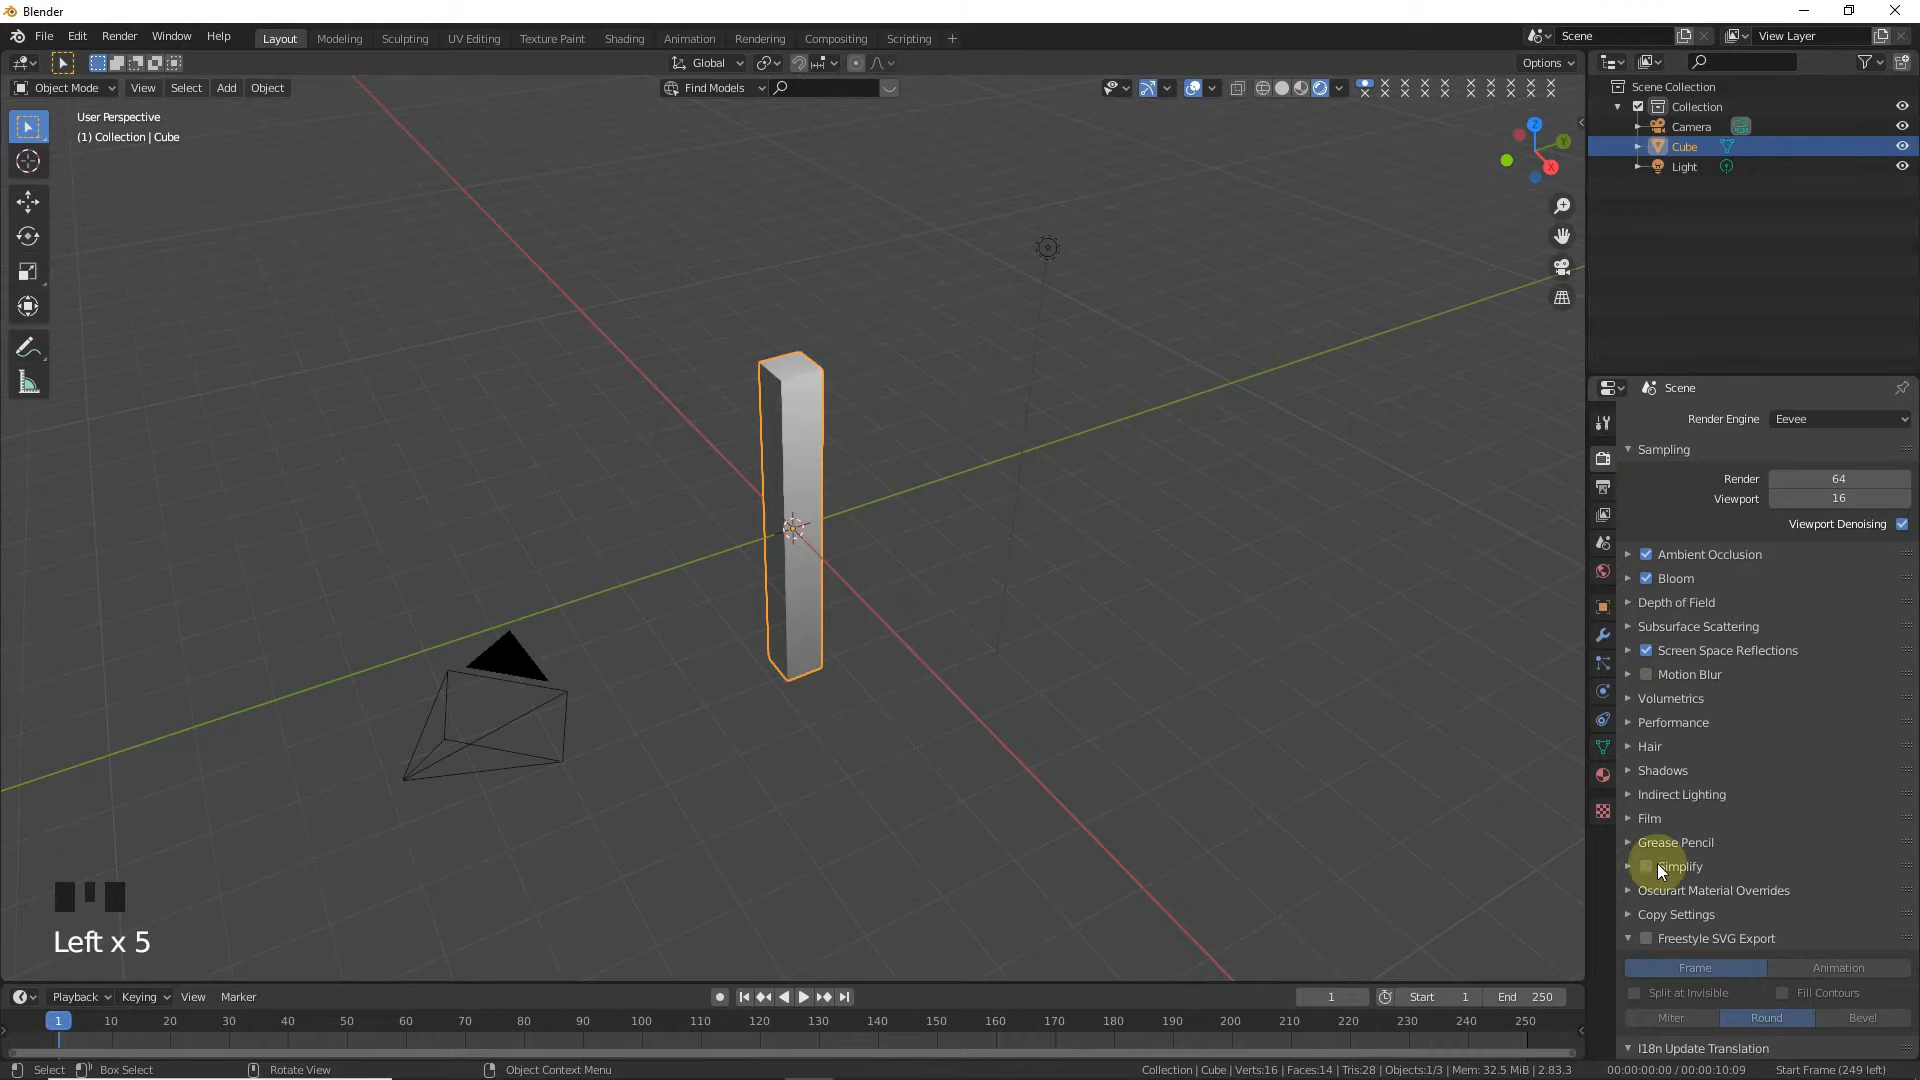 Blender
File Edit Render Window Help Layout Modeling Sculpting UV Editing Texture Paint Shading Animation Rendering Compositing Scripting + Scene View Layer
Global Options
Object Mode View Select Add Object Find Models
User Perspective
(1) Collection | Cube
Z
Y
X
Scene Collection
Collection
Camera
Cube
Light
Scene
Render Engine Eevee
Sampling
Render 64
Viewport 16
Viewport Denoising
Ambient Occlusion
Bloom
Depth of Field
Subsurface Scattering
Screen Space Reflections
Motion Blur
Volumetrics
Performance
Hair
Shadows
Indirect Lighting
Film
Grease Pencil
Simplify
Oscurart Material Overrides
Copy Settings
Freestyle SVG Export
Frame Animation
Split at Invisible Fill Contours
Miter Round Bevel
I18n Update Translation
Left x 5
Playback Keying View Marker 1 Start 1 End 250
1 10 20 30 40 50 60 70 80 90 100 110 120 130 140 150 160 170 180 190 200 210 220 230 240 250
Select Box Select Rotate View Object Context Menu Collection | Cube | Verts:16 | Faces:14 | Tris:28 | Objects:1/3 | Mem: 32.5 MiB | 2.83.3 00:00:00:00 / 00:00:10:09 Start Frame (249 left)